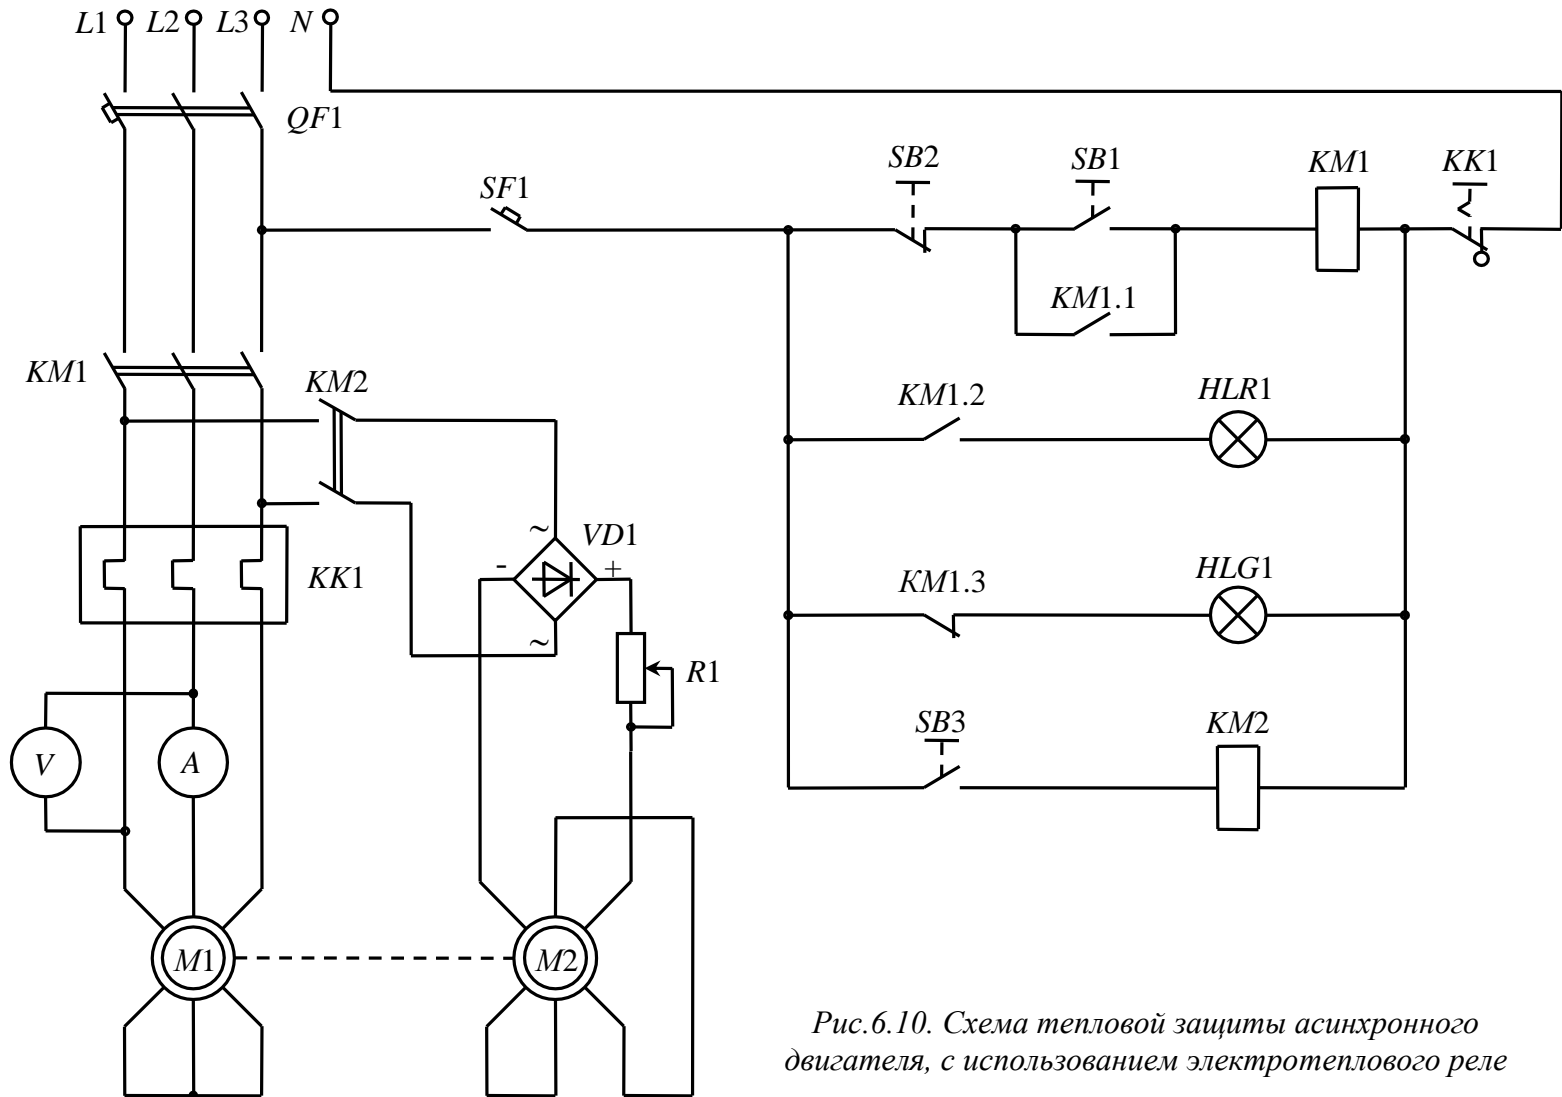 L1 L2 L3 N
QF1
SF1
SB2
SB1
KM1
KK1
KM1.1
KM1
KM2
KM1.2
HLR1
~
VD1
- +
KK1
~
KM1.3
HLG1
R1
SB3
KM2
V
A
M1
M2
Рис.6.10. Схема тепловой защиты асинхронного
двигателя, с использованием электротеплового реле